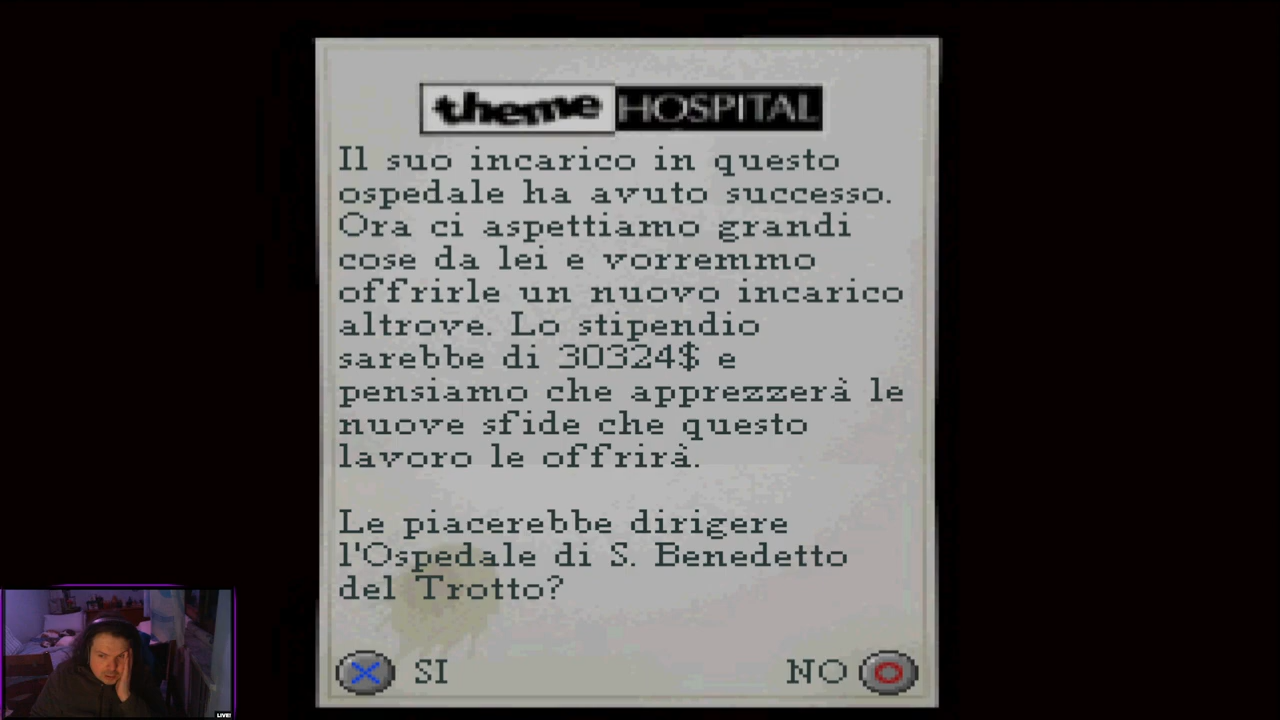 theme HOSPITAL
Il suo incarico in questo
ospedale ha avuto successo.
Ora ci aspettiamo grandi
cose da lei e vorremmo
offrirle un nuovo incarico
altrove. Lo stipendio
sarebbe di 30324$ e
pensiamo che apprezzerà le
nuove sfide che questo
lavoro le offrirà.
Le piacerebbe dirigere
l'Ospedale di S. Benedetto
del Trotto?
SI NO
LIVE!